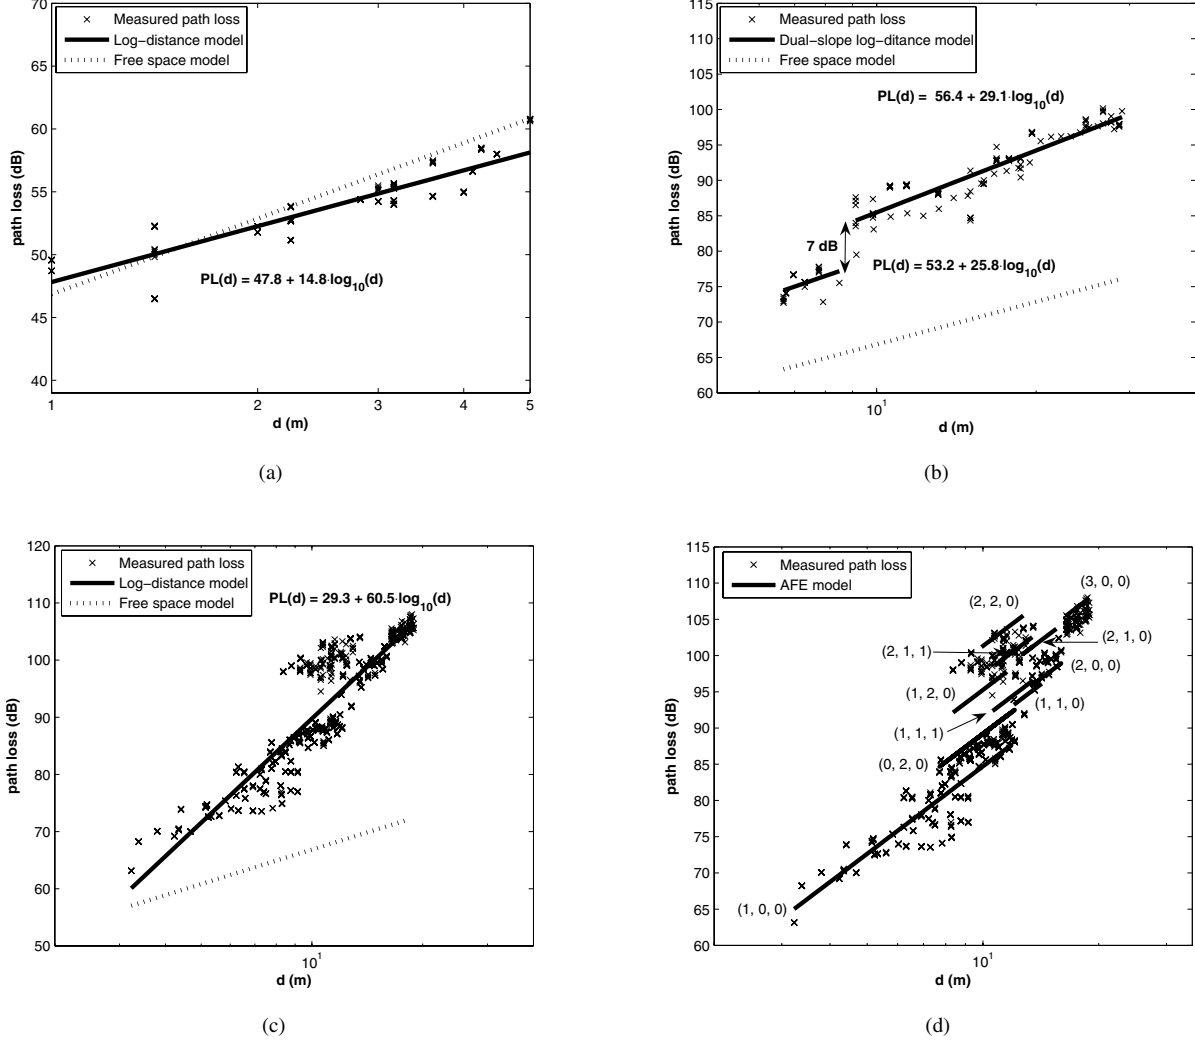 70
65
60
55
50
45
40
path loss (dB)
Measured path loss
Log−distance model
Free space model
PL(d) = 47.8 + 14.8·log10(d)
1
2
3
4
5
d (m)
(a)
115
110
105
100
95
90
85
80
75
70
65
60
path loss (dB)
Measured path loss
Dual−slope log−ditance model
Free space model
PL(d) = 56.4 + 29.1·log10(d)
7 dB
PL(d) = 53.2 + 25.8·log10(d)
10^1
d (m)
(b)
120
110
100
90
80
70
60
50
path loss (dB)
Measured path loss
Log−distance model
Free space model
PL(d) = 29.3 + 60.5·log10(d)
10^1
d (m)
(c)
115
110
105
100
95
90
85
80
75
70
65
60
path loss (dB)
Measured path loss
AFE model
(3, 0, 0)
(2, 2, 0)
(2, 1, 0)
(2, 1, 1)
(2, 0, 0)
(1, 2, 0)
(1, 1, 0)
(1, 1, 1)
(0, 2, 0)
(1, 0, 0)
10^1
d (m)
(d)